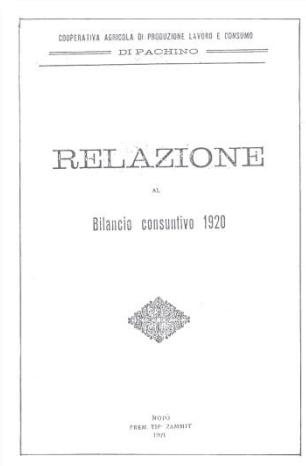 COOPERATIVA AGRICOLA DI PRODUZIONE LAVORO E CONSUMO
DI PACHINO
RELAZIONE
AL
Bilancio consuntivo 1920
NOTO
PREM. TIP. ZAMMIT
1921